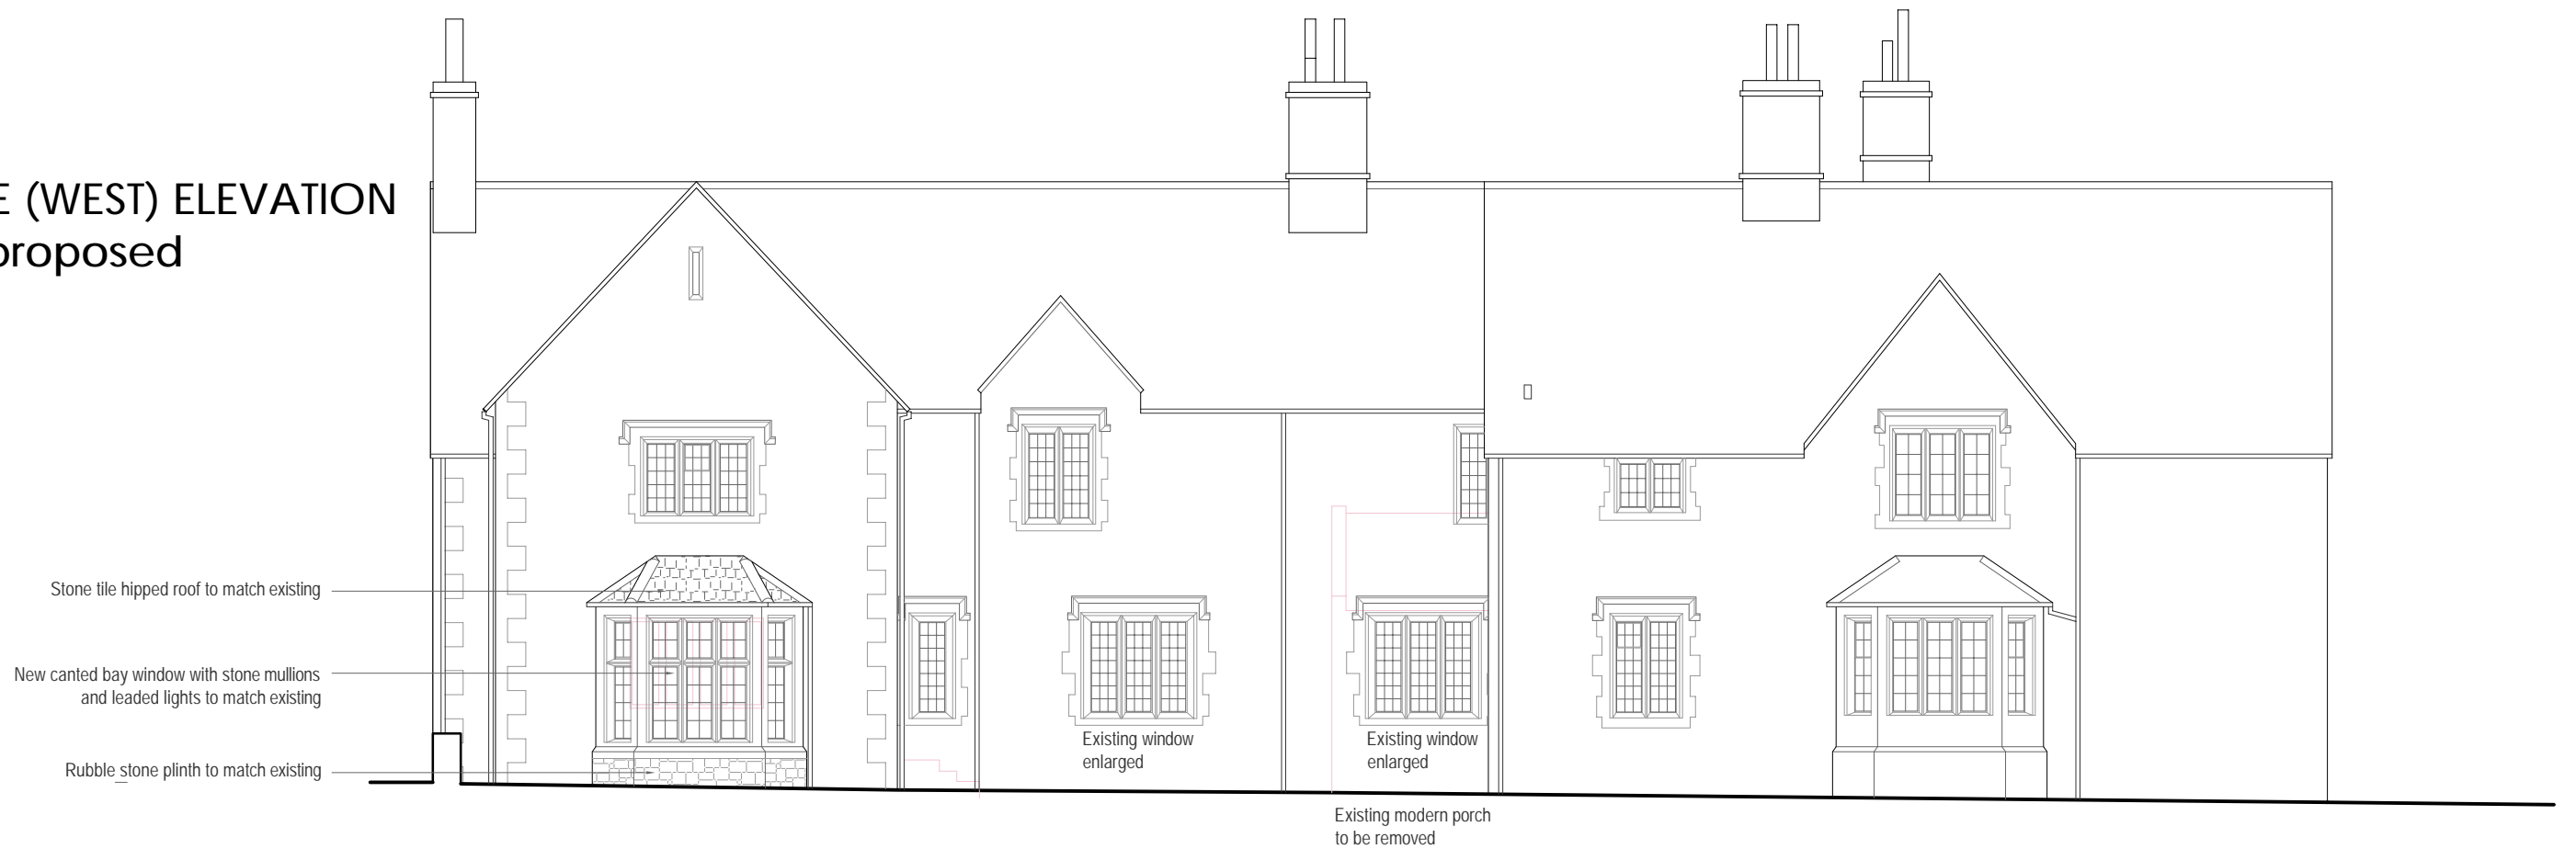 E (WEST) ELEVATION
proposed
Stone tile hipped roof to match existing
New canted bay window with stone mullions
and leaded lights to match existing
Rubble stone plinth to match existing
Existing window
enlarged
Existing window
enlarged
Existing modern porch
to be removed